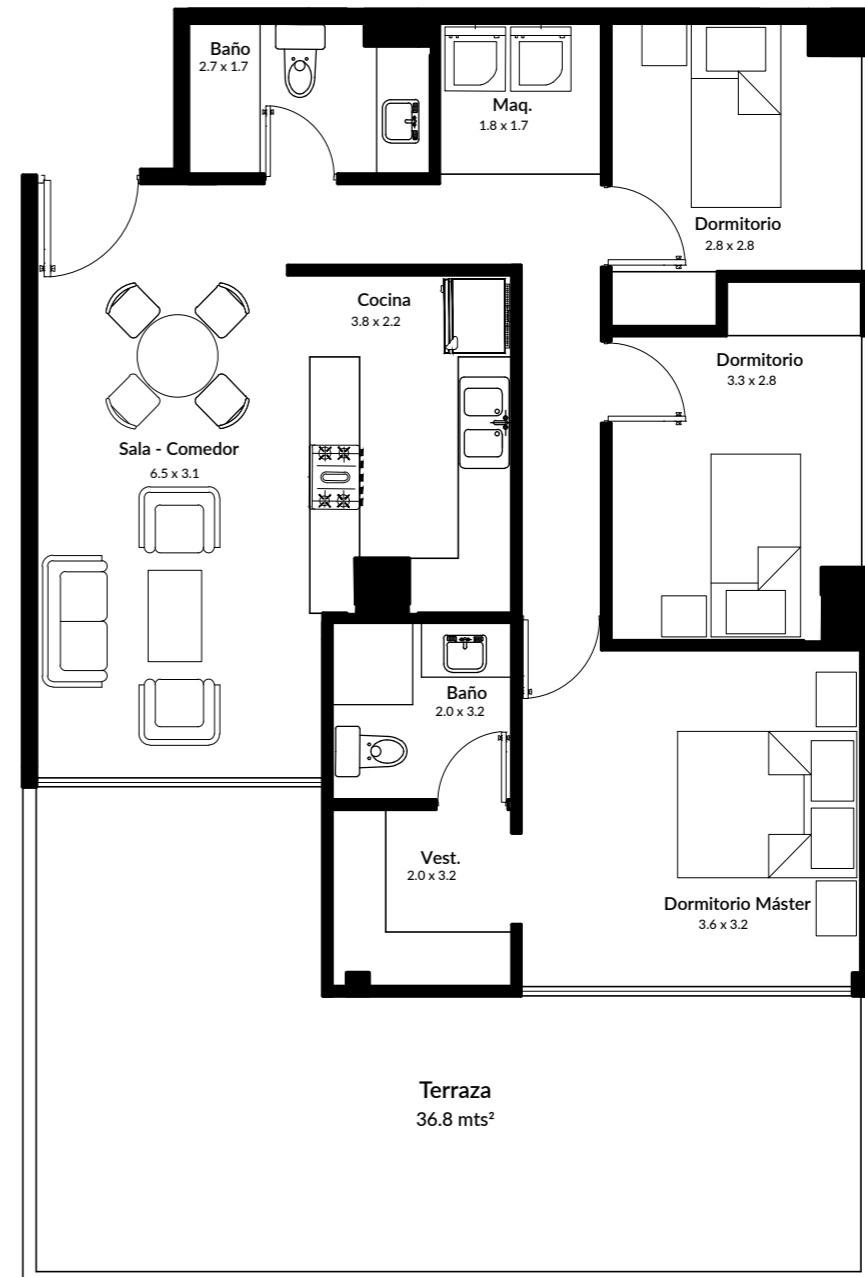 Baño
2.7 x 1.7
Maq.
1.8 x 1.7
Dormitorio
2.8 x 2.8
Cocina
3.8 x 2.2
Dormitorio
3.3 x 2.8
Sala - Comedor
6.5 x 3.1
Baño
2.0 x 3.2
Vest.
2.0 x 3.2
Dormitorio Máster
3.6 x 3.2
Terraza
36.8 mts²